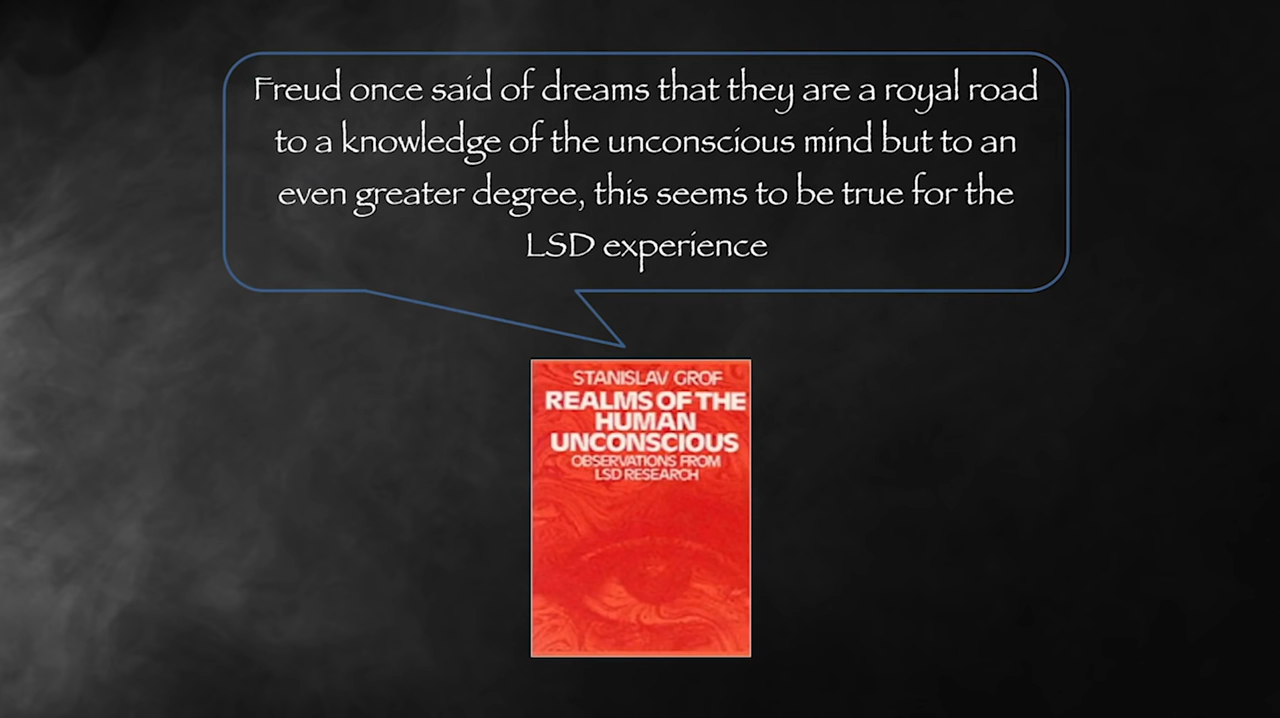 Freud once said of dreams that they are a royal road
to a knowledge of the unconscious mind but to an
even greater degree, this seems to be true for the
LSD experience
STANISLAV GROF
REALMS OF THE
HUMAN
UNCONSCIOUS
OBSERVATIONS FROM
LSD RESEARCH